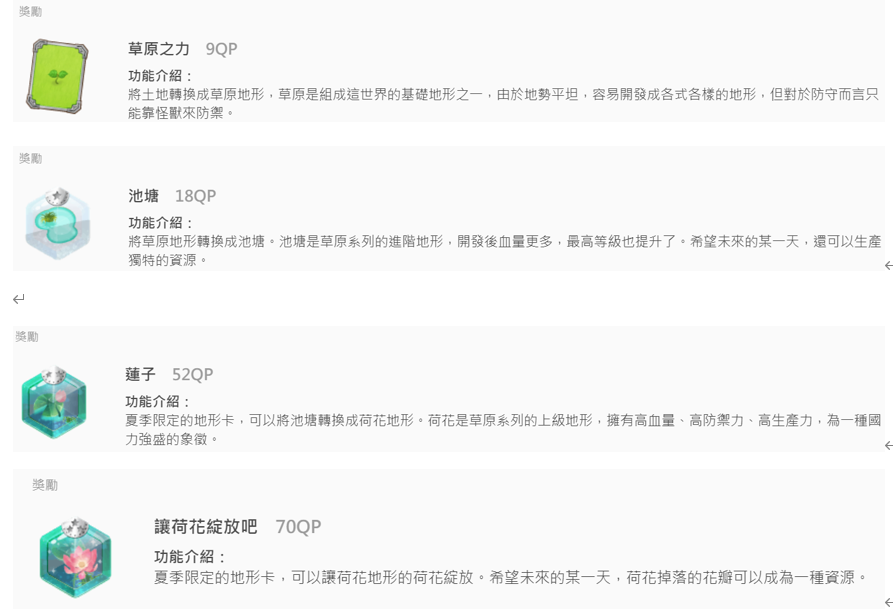 獎勵
草原之力 9QP
功能介紹：
將土地轉換成草原地形，草原是組成這世界的基礎地形之一，由於地勢平坦，容易開發成各式各樣的地形，但對於防守而言只
能靠怪獸來防禦。
獎勵
池塘 18QP
功能介紹：
將草原地形轉換成池塘。池塘是草原系列的進階地形，開發後血量更多，最高等級也提升了。希望未來的某一天，還可以生產
獨特的資源。
獎勵
蓮子 52QP
功能介紹：
夏季限定的地形卡，可以將池塘轉換成荷花地形。荷花是草原系列的上級地形，擁有高血量、高防禦力、高生產力，為一種國
力強盛的象徵。
獎勵
讓荷花綻放吧 70QP
功能介紹：
夏季限定的地形卡，可以讓荷花地形的荷花綻放。希望未來的某一天，荷花掉落的花瓣可以成為一種資源。